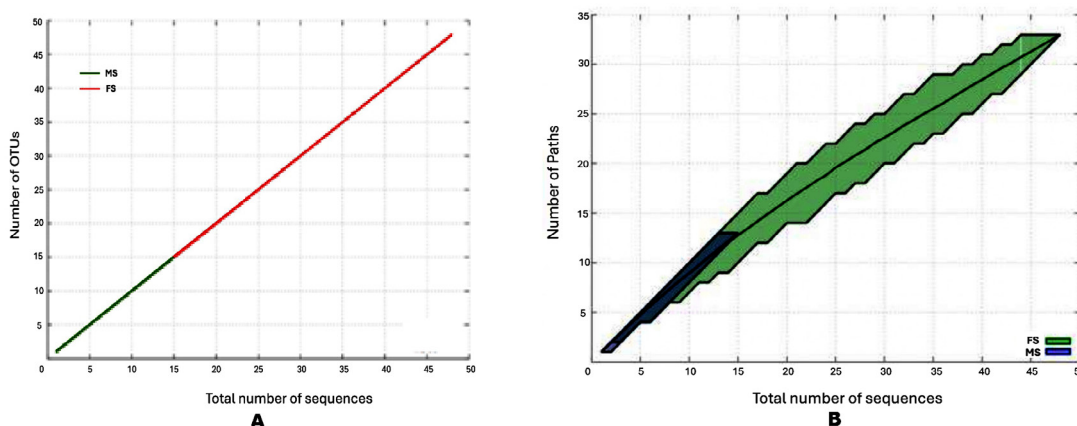 50
45
40
35
30
25
20
15
10
5
Number of OTUs
MS
FS
0 5 10 15 20 25 30 35 40 45 50
Total number of sequences
A
35
30
25
20
15
10
5
Number of Paths
FS
MS
0 5 10 15 20 25 30 35 40 45
Total number of sequences
B